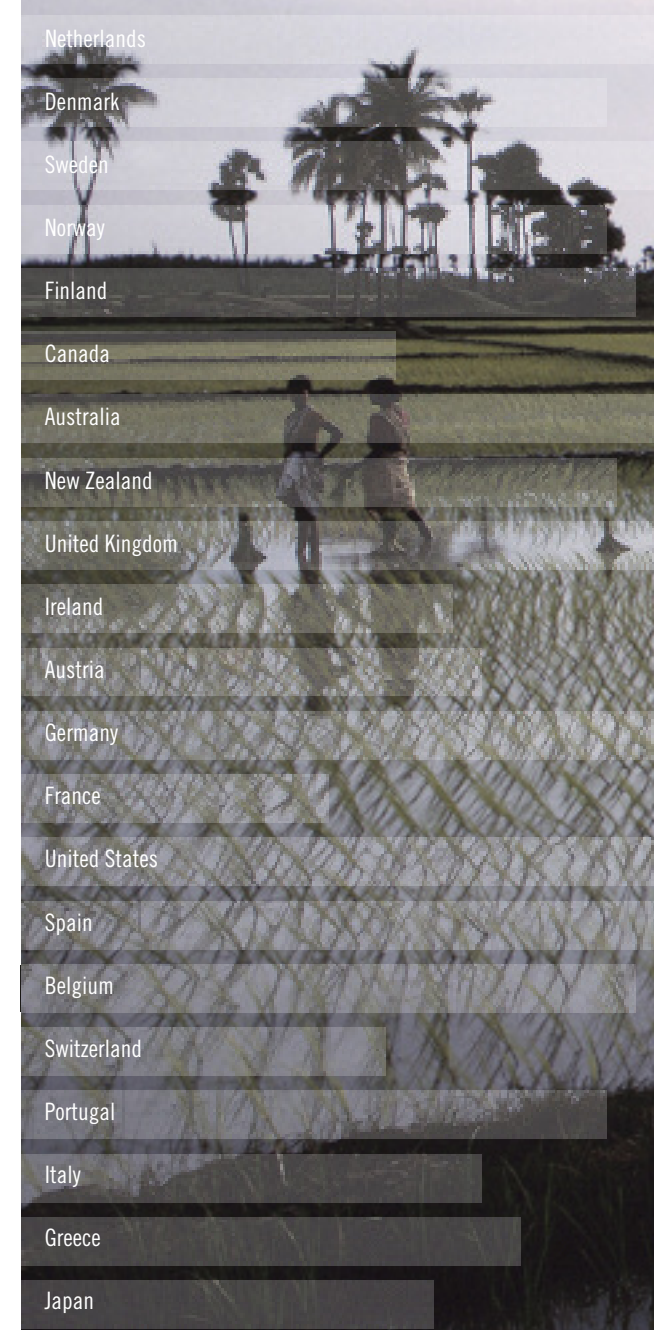 Netherlands
Denmark
Sweden
Norway
Finland
Canada
Australia
New Zealand
United Kingdom
Ireland
Austria
Germany
France
United States
Spain
Belgium
Switzerland
Portugal
Italy
Greece
Japan